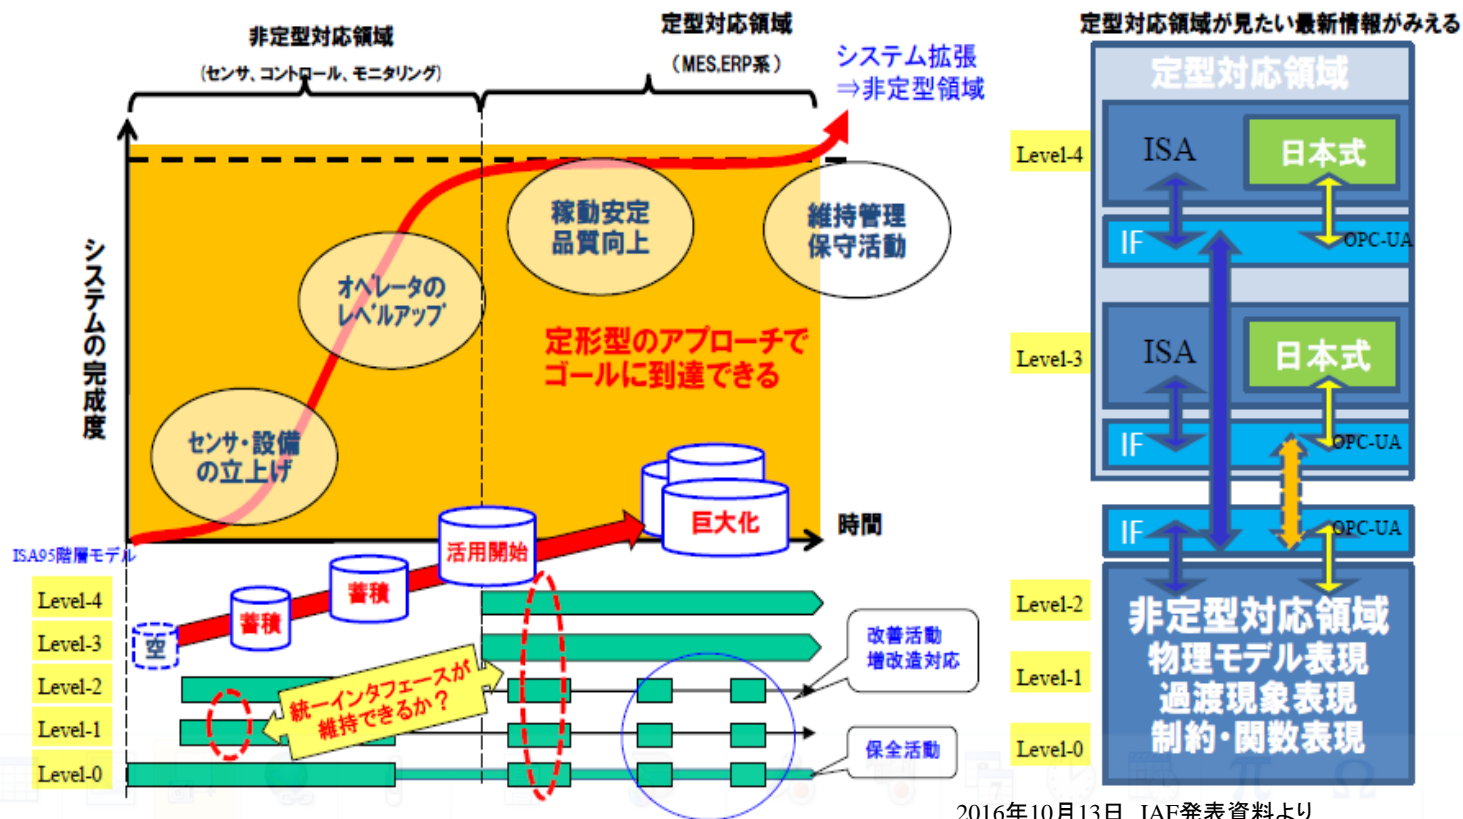 非定型対応領域
(センサ、コントロール、モニタリング)
定型対応領域
(MES,ERP系)
システム拡張
⇒非定型領域
システムの完成度
稼動安定
品質向上
維持管理
保守活動
オペレータの
レベルアップ
定形型のアプローチで
ゴールに到達できる
センサ・設備
の立上げ
巨大化
時間
活用開始
蓄積
蓄積
空
ISA95階層モデル
Level-4
Level-3
Level-2
Level-1
Level-0
統一インタフェースが
維持できるか?
改善活動
増改造対応
保全活動
定型対応領域が見たい最新情報がみえる
定型対応領域
Level-4
ISA
日本式
IF
OPC-UA
Level-3
ISA
日本式
IF
OPC-UA
IF
OPC-UA
Level-2
Level-1
Level-0
非定型対応領域
物理モデル表現
過渡現象表現
制約・関数表現
2016年10月13日 IAF発表資料より